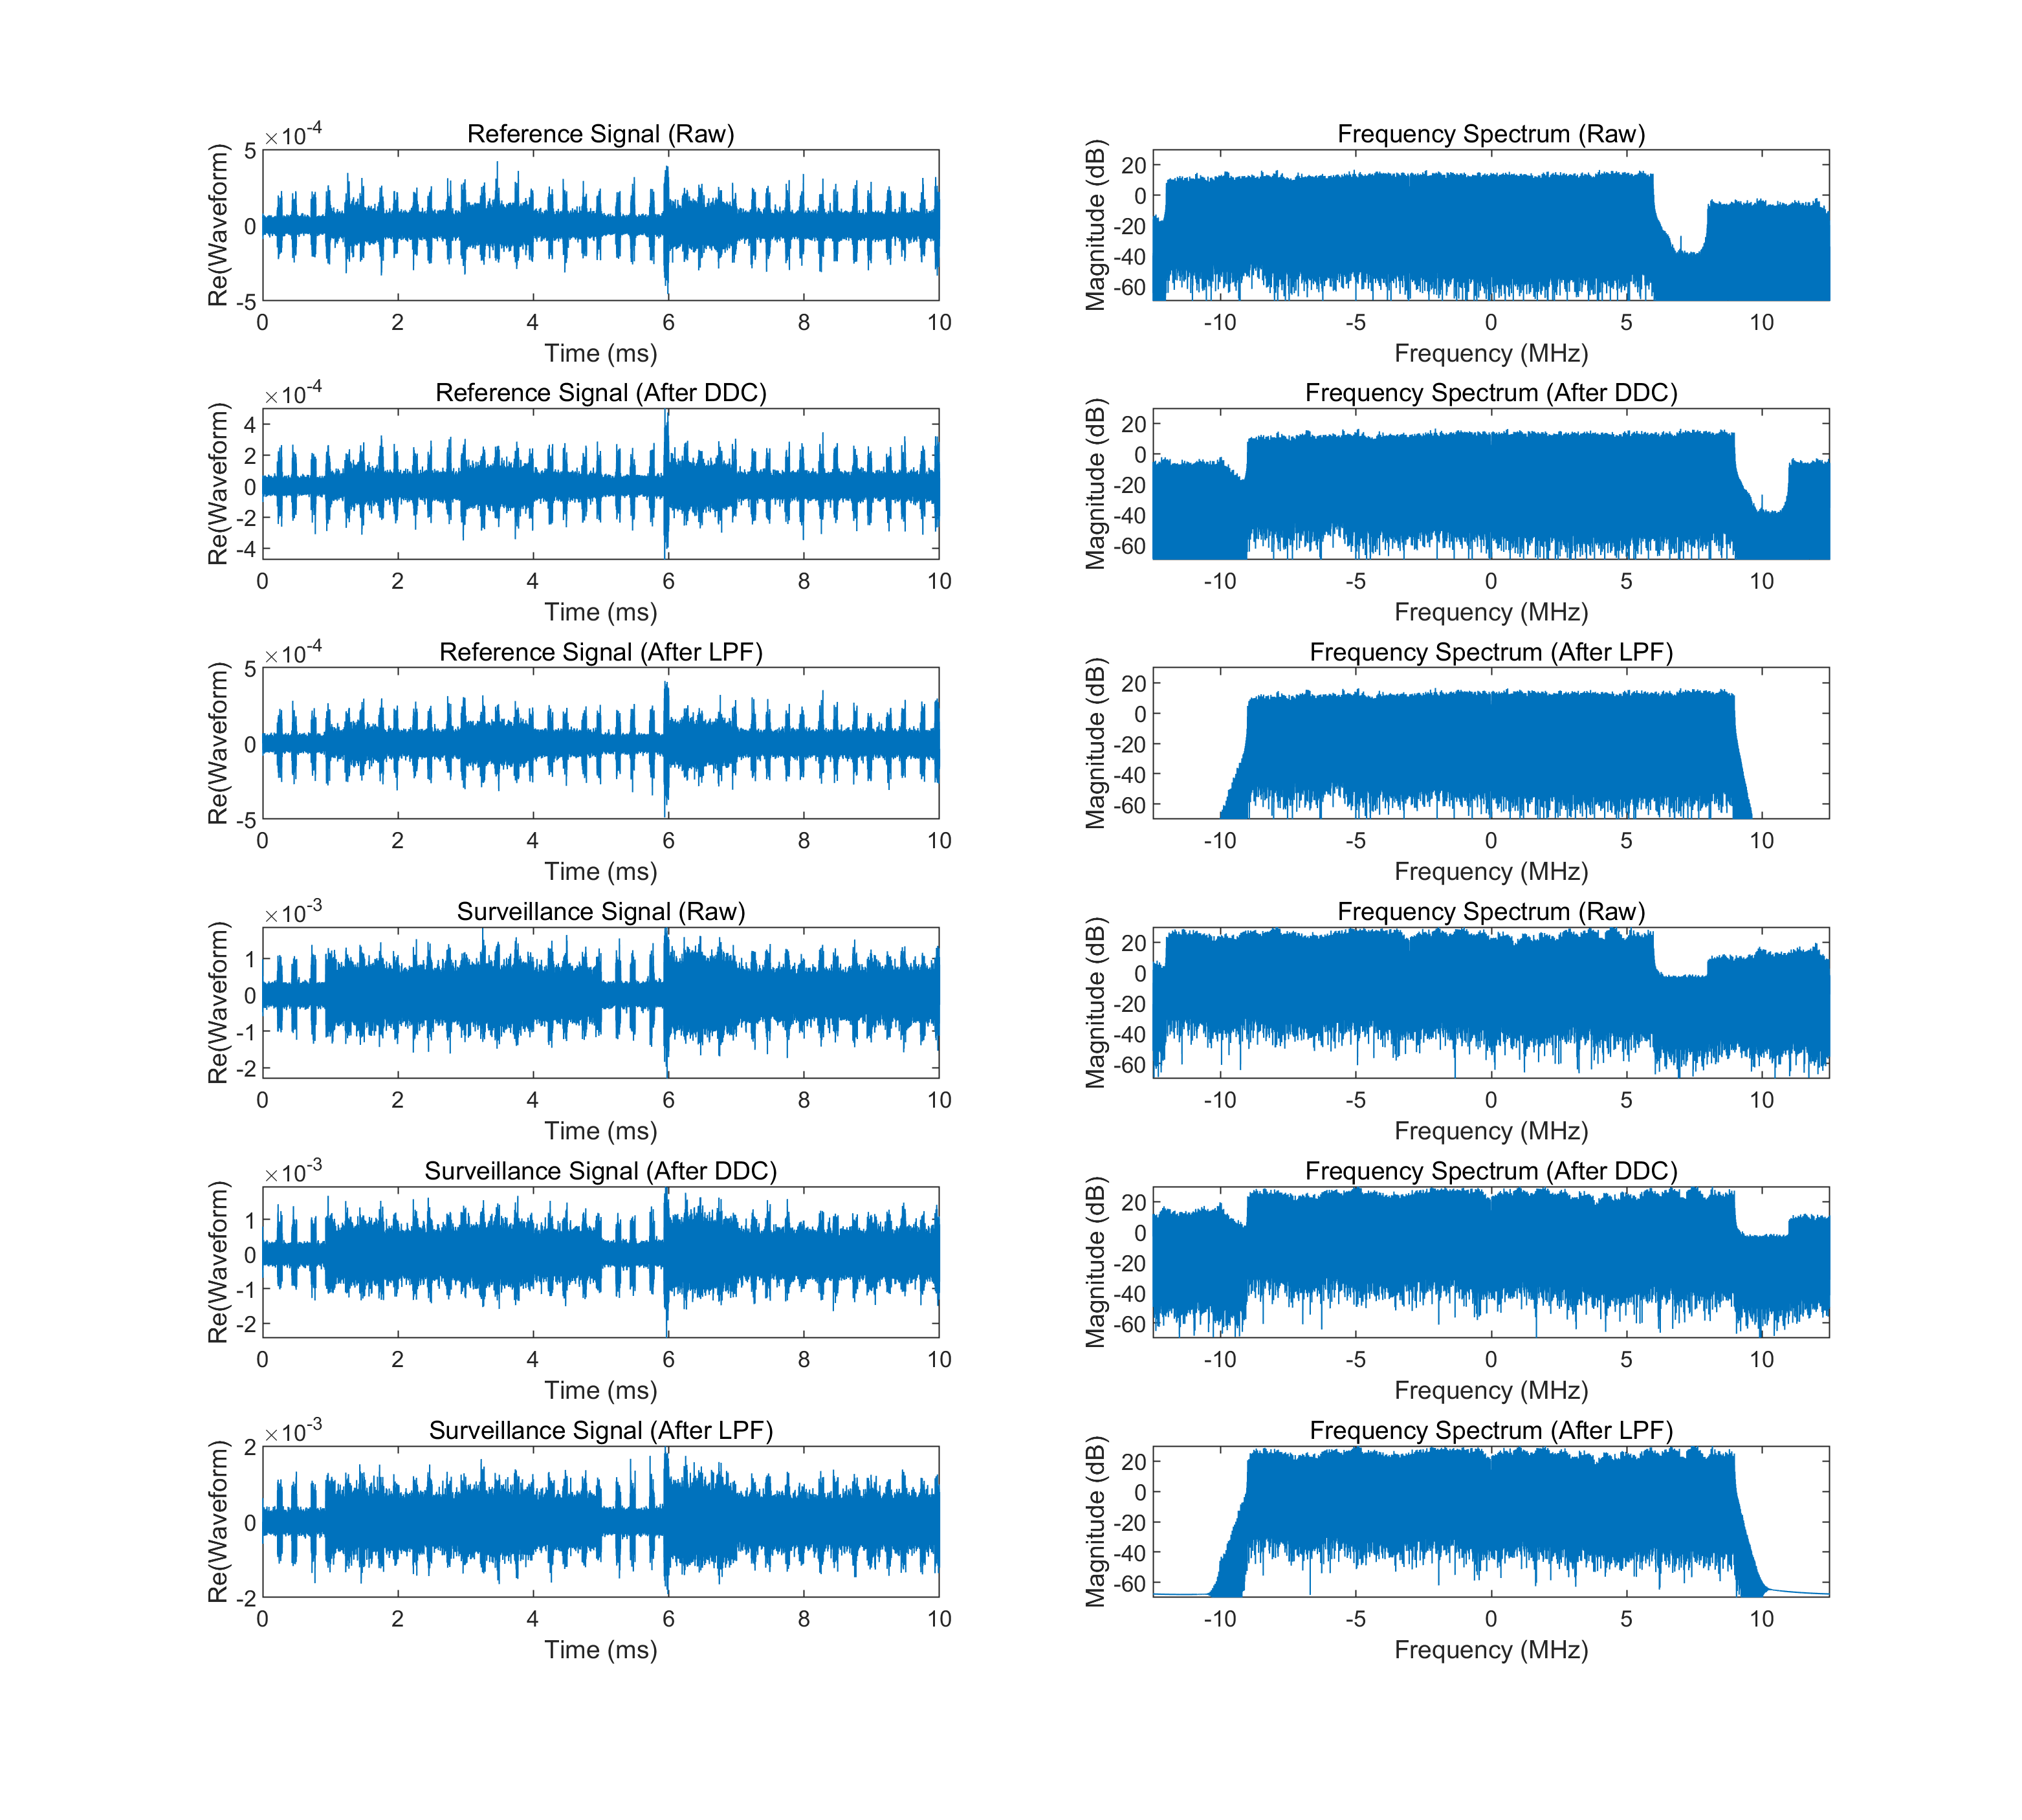 Reference Signal (Raw)
×10-4
5
0
-5
0 2 4 6 8 10
Re(Waveform)
Time (ms)
Frequency Spectrum (Raw)
20
0
-20
-40
-60
-10 -5 0 5 10
Magnitude (dB)
Frequency (MHz)
Reference Signal (After DDC)
×10-4
4
2
0
-2
-4
0 2 4 6 8 10
Re(Waveform)
Time (ms)
Frequency Spectrum (After DDC)
20
0
-20
-40
-60
-10 -5 0 5 10
Magnitude (dB)
Frequency (MHz)
Reference Signal (After LPF)
×10-4
5
0
-5
0 2 4 6 8 10
Re(Waveform)
Time (ms)
Frequency Spectrum (After LPF)
20
0
-20
-40
-60
-10 -5 0 5 10
Magnitude (dB)
Frequency (MHz)
Surveillance Signal (Raw)
×10-3
1
0
-1
-2
0 2 4 6 8 10
Re(Waveform)
Time (ms)
Frequency Spectrum (Raw)
20
0
-20
-40
-60
-10 -5 0 5 10
Magnitude (dB)
Frequency (MHz)
Surveillance Signal (After DDC)
×10-3
1
0
-1
-2
0 2 4 6 8 10
Re(Waveform)
Time (ms)
Frequency Spectrum (After DDC)
20
0
-20
-40
-60
-10 -5 0 5 10
Magnitude (dB)
Frequency (MHz)
Surveillance Signal (After LPF)
×10-3
2
0
-2
0 2 4 6 8 10
Re(Waveform)
Time (ms)
Frequency Spectrum (After LPF)
20
0
-20
-40
-60
-10 -5 0 5 10
Magnitude (dB)
Frequency (MHz)